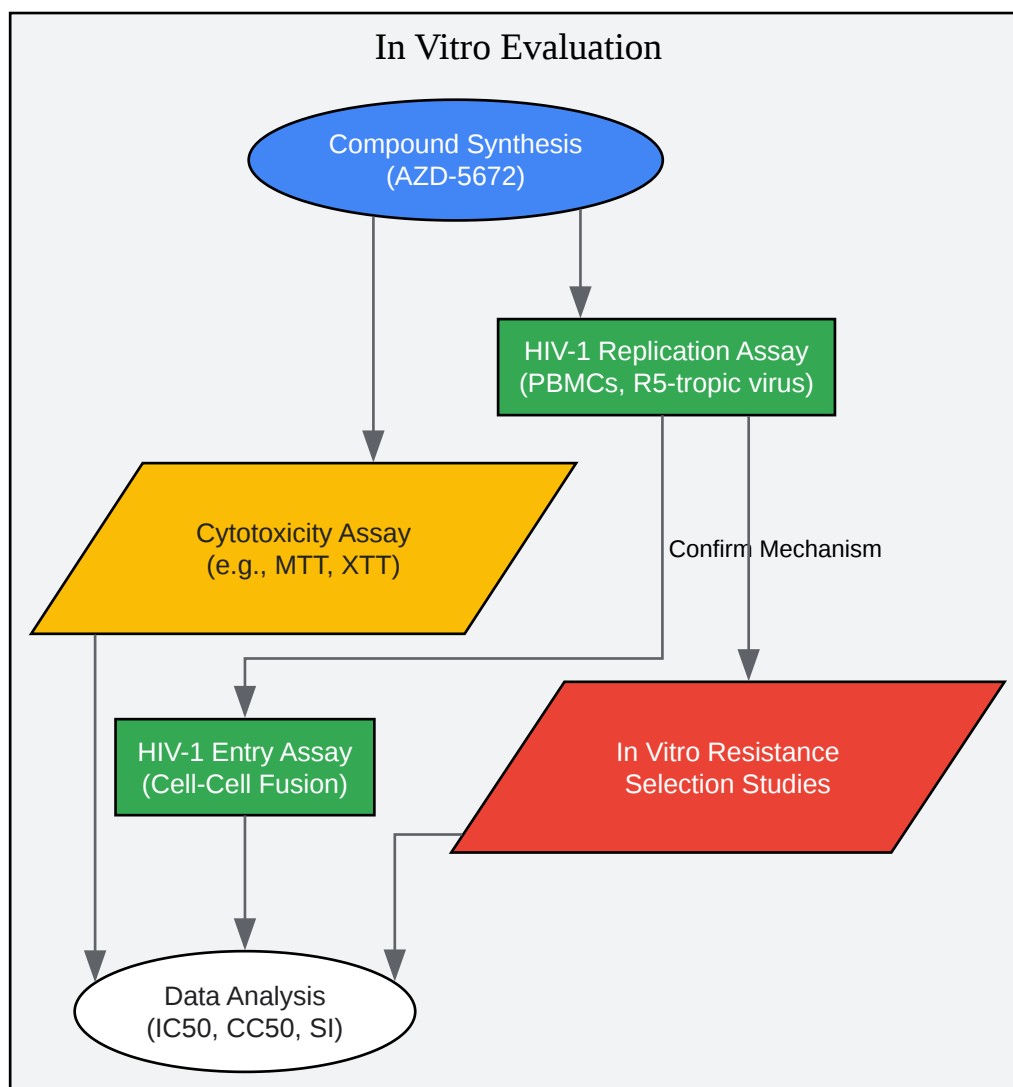 In Vitro Evaluation
Compound Synthesis
(AZD-5672)
HIV-1 Replication Assay
(PBMCs, R5-tropic virus)
Cytotoxicity Assay
(e.g., MTT, XTT)
Confirm Mechanism
HIV-1 Entry Assay
(Cell-Cell Fusion)
In Vitro Resistance
Selection Studies
Data Analysis
(IC50, CC50, SI)